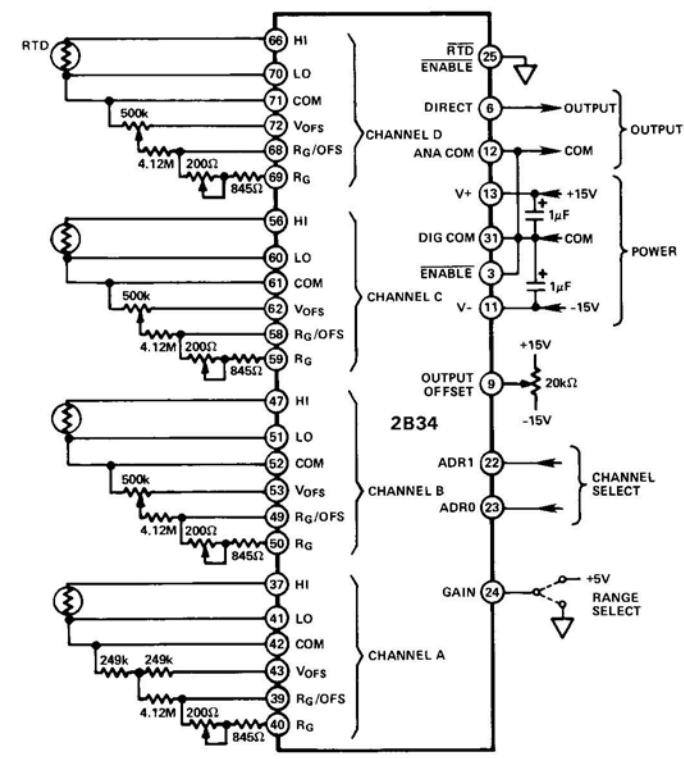 RTD
66 HI
70 LO
71 COM
500k
72 VOFS
68 RG/OFS
4.12M
200Ω
69 RG
845Ω
CHANNEL D
56 HI
60 LO
61 COM
500k
62 VOFS
58 RG/OFS
4.12M
200Ω
59 RG
845Ω
CHANNEL C
47 HI
51 LO
52 COM
500k
53 VOFS
49 RG/OFS
4.12M
200Ω
50 RG
845Ω
CHANNEL B
37 HI
41 LO
42 COM
249k 249k
43 VOFS
39 RG/OFS
4.12M
200Ω
40 RG
845Ω
CHANNEL A
2B34
RTD
ENABLE 25
DIRECT 6 OUTPUT
ANA COM 12 COM
OUTPUT
V+ 13 +15V
+
1µF
DIG COM 31 COM
ENABLE 3
+
1µF
V- 11 -15V
POWER
OUTPUT
OFFSET 9
+15V
20kΩ
-15V
ADR1 22
ADR0 23
CHANNEL
SELECT
GAIN 24
+5V
RANGE
SELECT